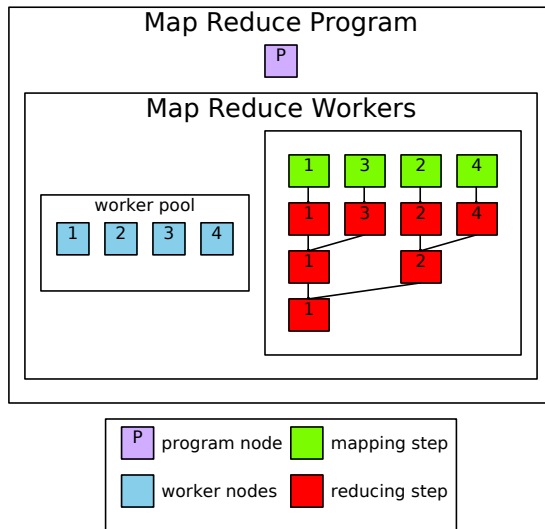 Map Reduce Program
P
Map Reduce Workers
worker pool
1 2 3 4
1 3 2 4
1 3 2 4
1 2
1
P program node
mapping step
worker nodes
reducing step